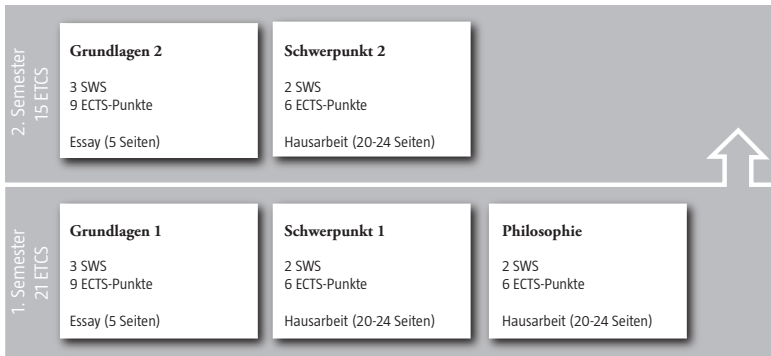 2. Semester
15 ETCS
Grundlagen 2
3 SWS
9 ECTS-Punkte
Essay (5 Seiten)
Schwerpunkt 2
2 SWS
6 ECTS-Punkte
Hausarbeit (20-24 Seiten)
1. Semester
21 ETCS
Grundlagen 1
3 SWS
9 ECTS-Punkte
Essay (5 Seiten)
Schwerpunkt 1
2 SWS
6 ECTS-Punkte
Hausarbeit (20-24 Seiten)
Philosophie
2 SWS
6 ECTS-Punkte
Hausarbeit (20-24 Seiten)